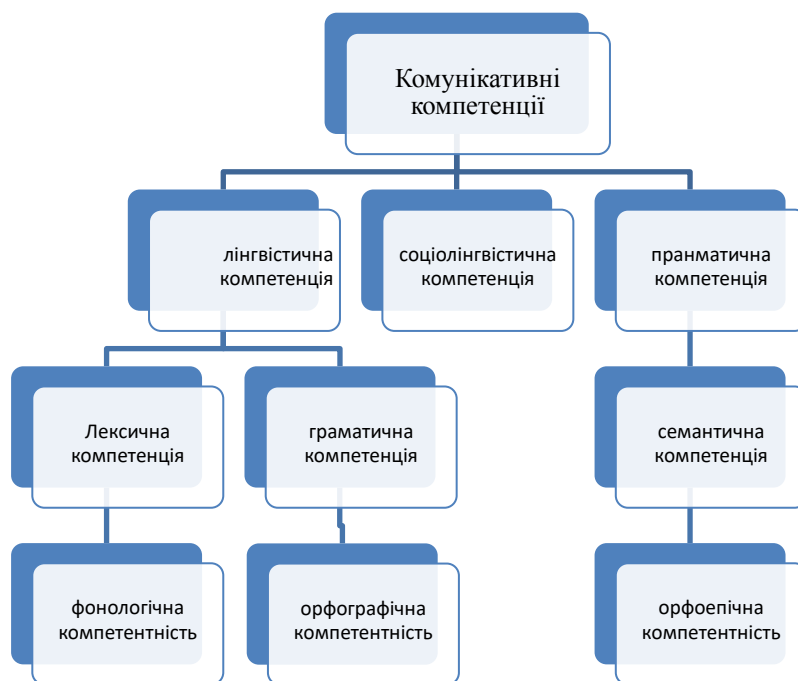 Комунікативні
компетенції
лінгвістична
компетенція
соціолінгвістична
компетенція
пранматична
компетенція
Лексична
компетенція
граматична
компетенція
семантична
компетенція
фонологічна
компетентність
орфографічна
компетентність
орфоепічна
компетентність